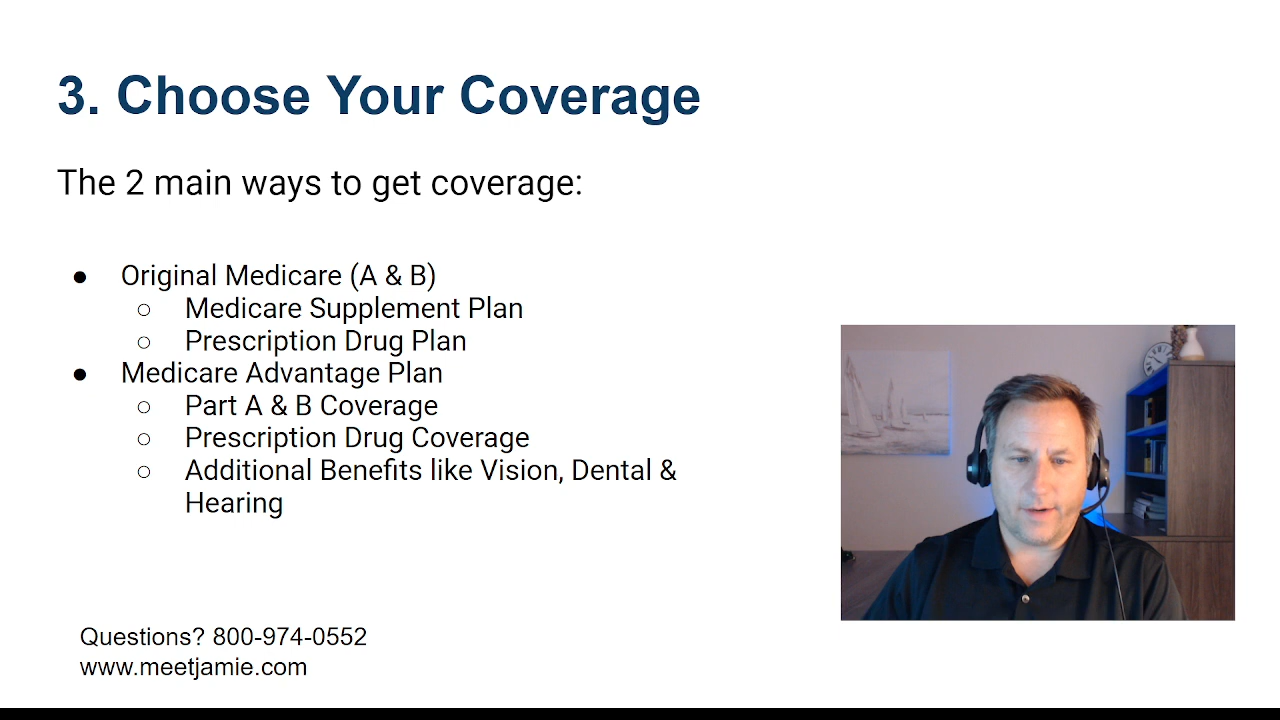 3. Choose Your Coverage
The 2 main ways to get coverage:
● Original Medicare (A & B)
○ Medicare Supplement Plan
○ Prescription Drug Plan
● Medicare Advantage Plan
○ Part A & B Coverage
○ Prescription Drug Coverage
○ Additional Benefits like Vision, Dental &
Hearing
Questions? 800-974-0552
www.meetjamie.com